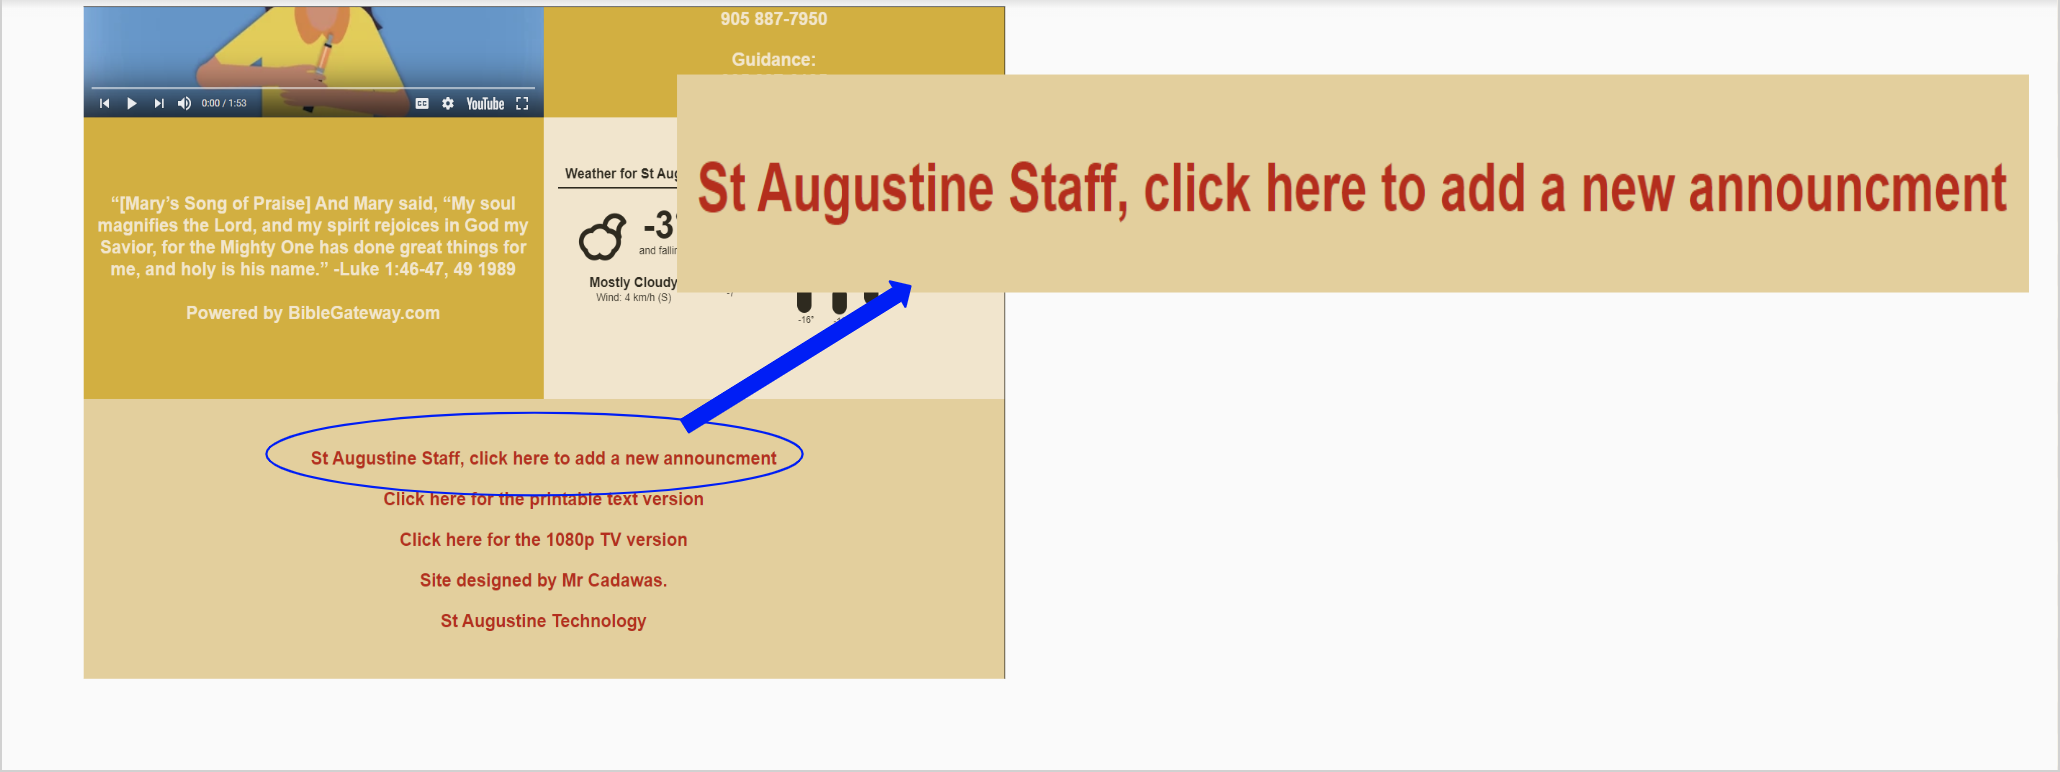 905 887-7950
Guidance:
0:00 / 1:53
CC
YouTube
St Augustine Staff, click here to add a new announcment
Weather for St Aug
“[Mary’s Song of Praise] And Mary said, “My soul
magnifies the Lord, and my spirit rejoices in God my
Savior, for the Mighty One has done great things for
me, and holy is his name.” -Luke 1:46-47, 49 1989
Powered by BibleGateway.com
-3°
and fallin
Mostly Cloudy
Wind: 4 km/h (S)
-16°
St Augustine Staff, click here to add a new announcment
Click here for the printable text version
Click here for the 1080p TV version
Site designed by Mr Cadawas.
St Augustine Technology